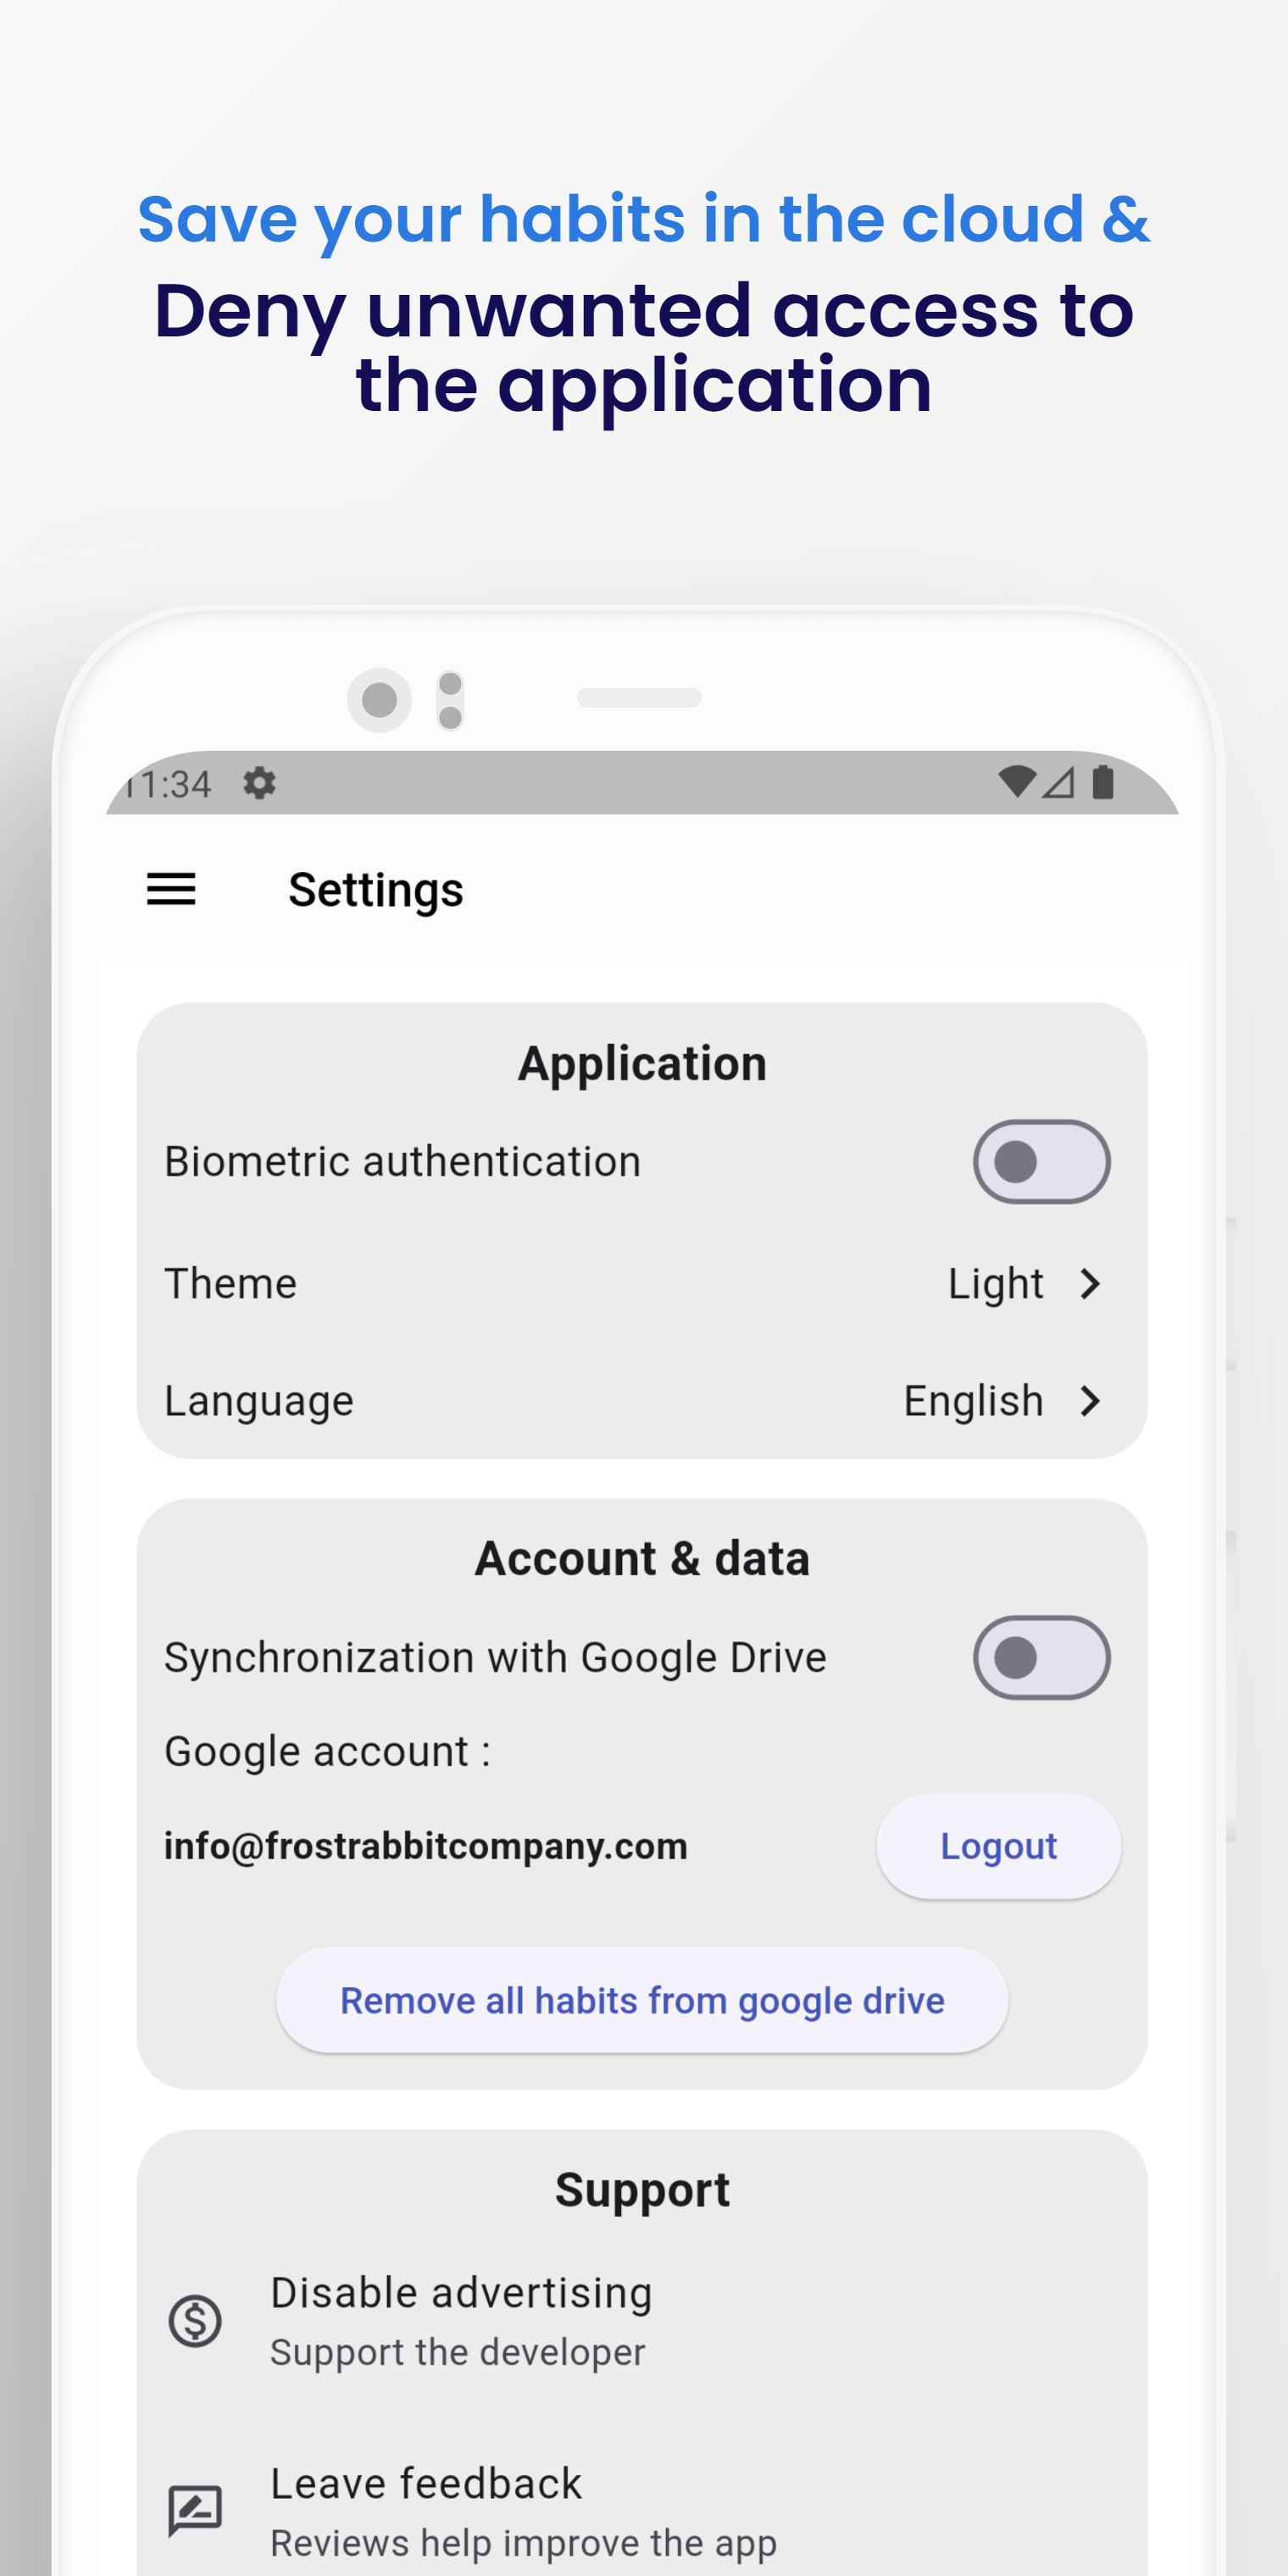 Save your habits in the cloud &
Deny unwanted access to
the application
11:34
Settings
Application
Biometric authentication
Theme Light
Language English
Account & data
Synchronization with Google Drive
Google account :
info@frostrabbitcompany.com Logout
Remove all habits from google drive
Support
Disable advertising
Support the developer
Leave feedback
Reviews help improve the app